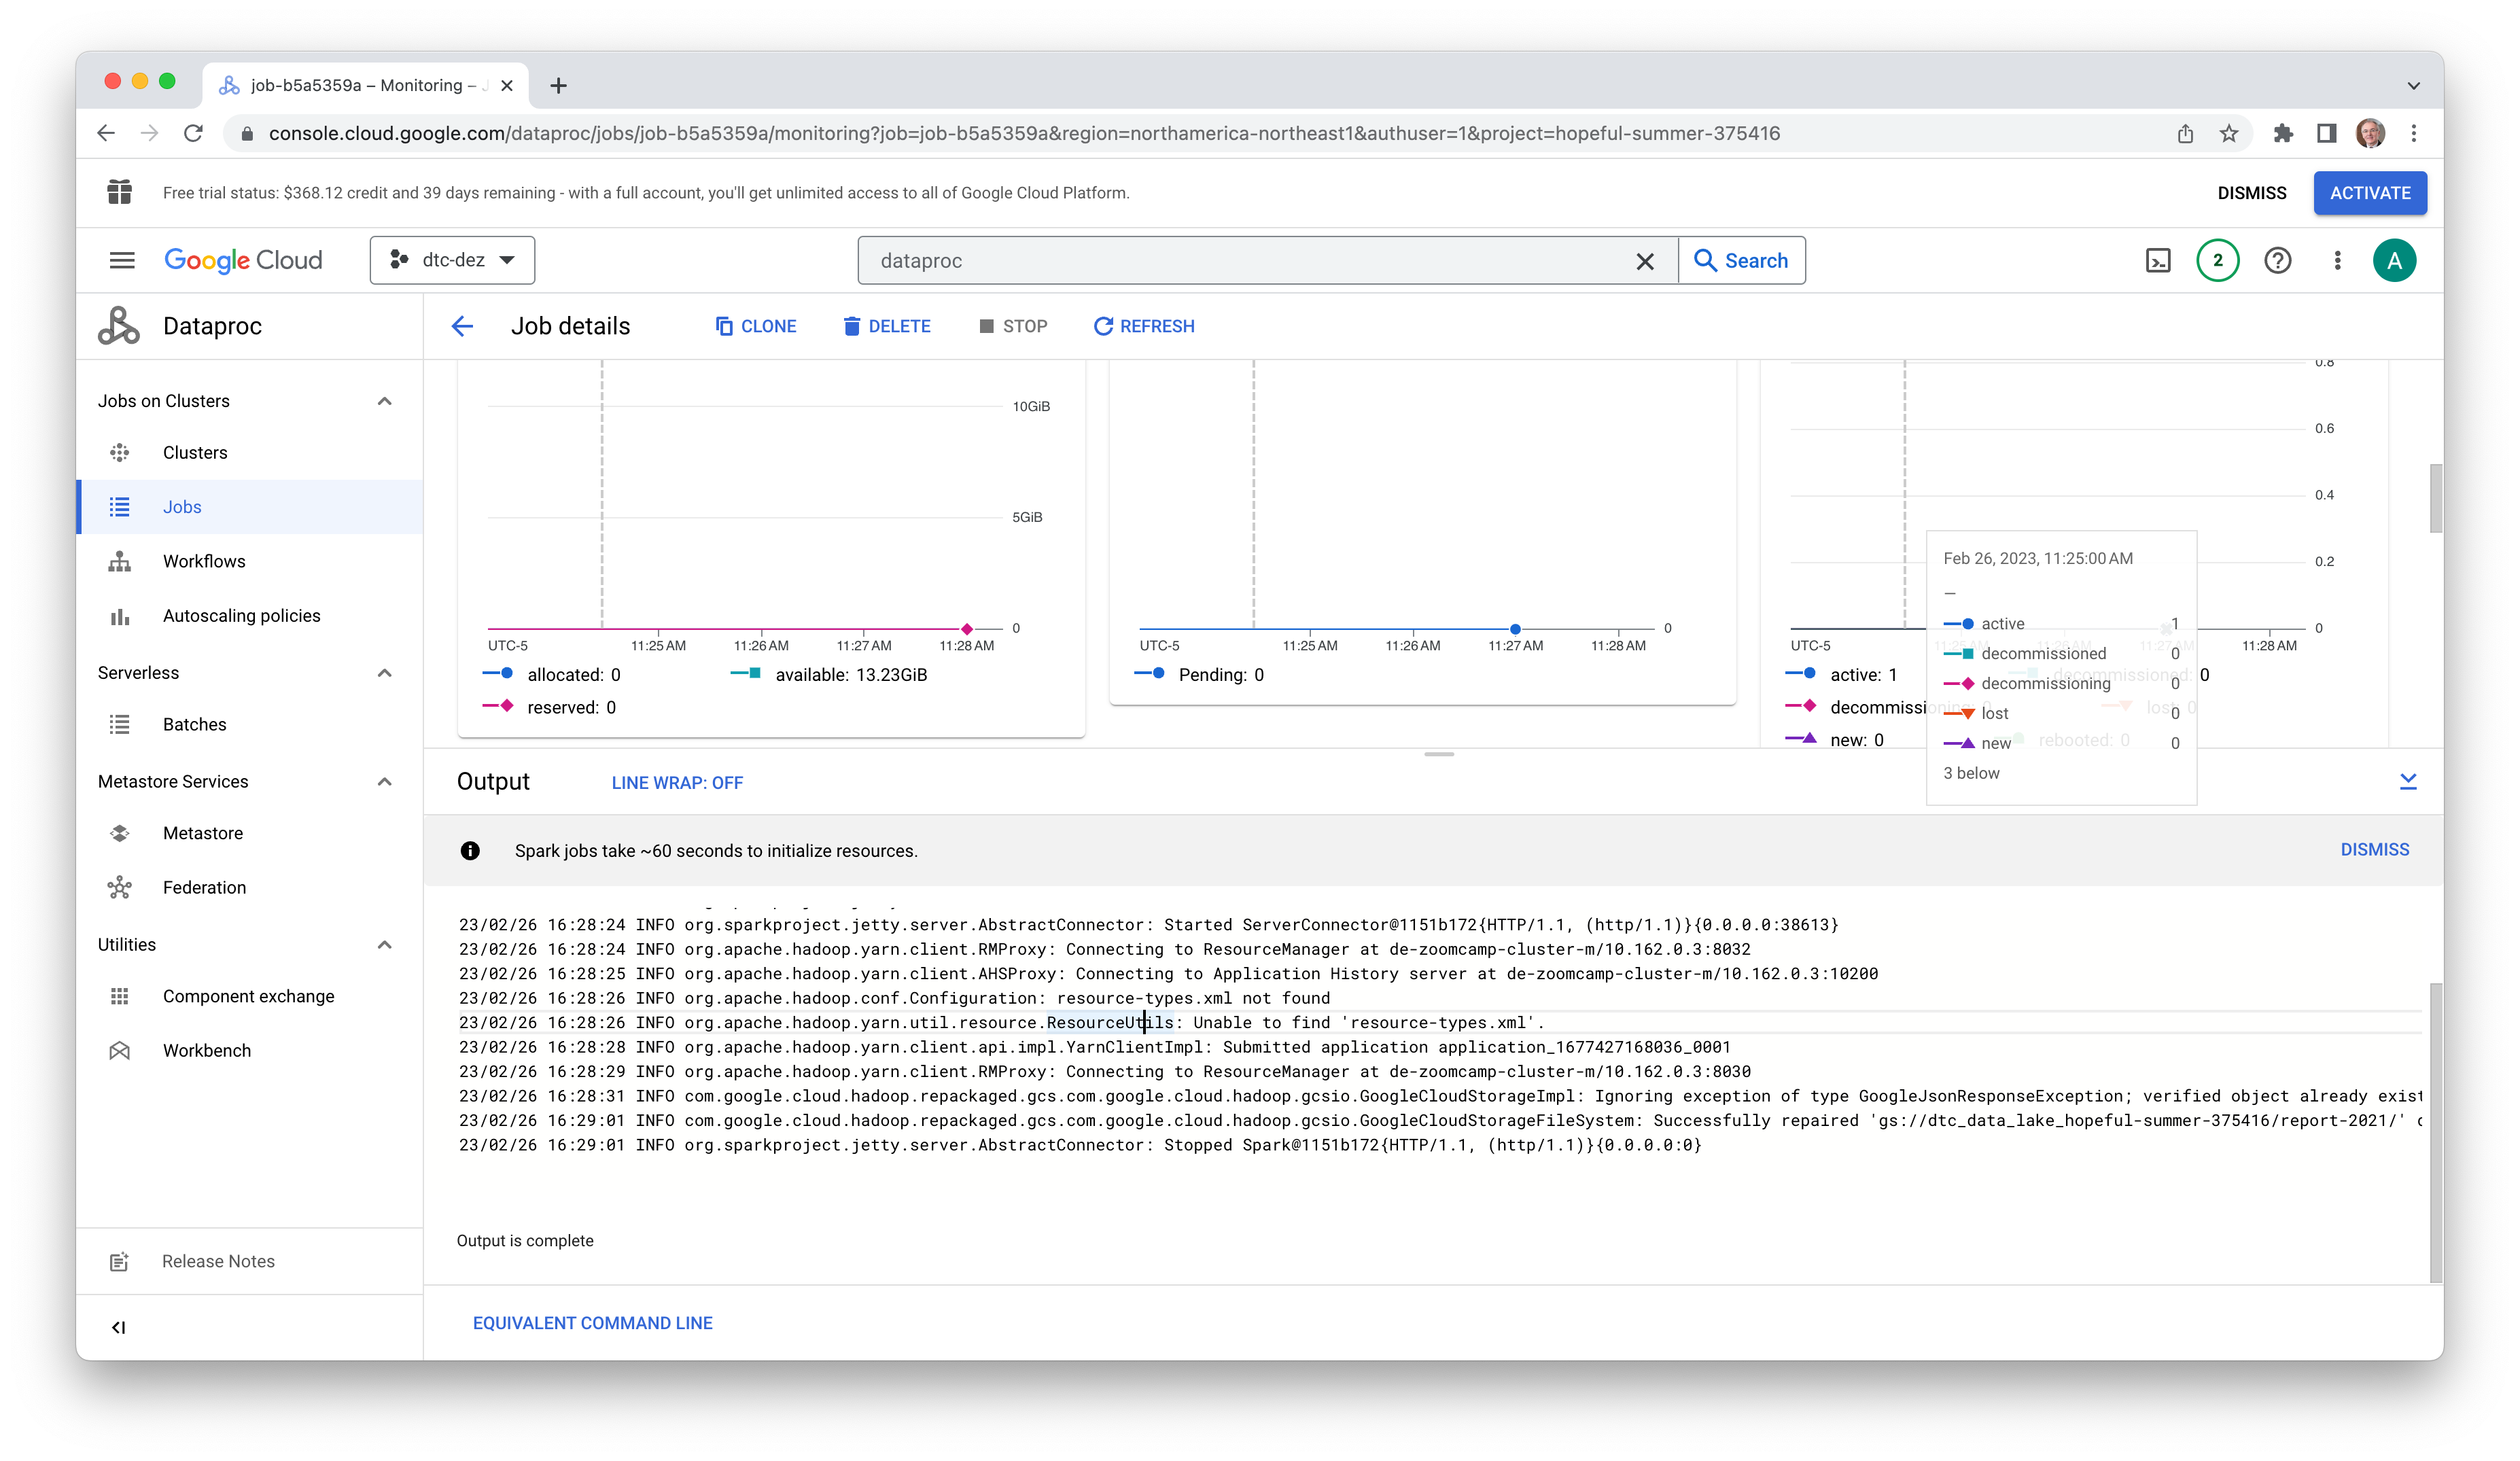 job-b5a5359a – Monitoring – J
console.cloud.google.com/dataproc/jobs/job-b5a5359a/monitoring?job=job-b5a5359a&region=northamerica-northeast1&authuser=1&project=hopeful-summer-375416
Free trial status: $368.12 credit and 39 days remaining - with a full account, you'll get unlimited access to all of Google Cloud Platform.
DISMISS
ACTIVATE
Google Cloud
dtc-dez
dataproc
Search
2
A
Dataproc
Job details
CLONE
DELETE
STOP
REFRESH
Jobs on Clusters
Clusters
Jobs
Workflows
Autoscaling policies
Serverless
Batches
Metastore Services
Metastore
Federation
Utilities
Component exchange
Workbench
Release Notes
10GiB
5GiB
0
UTC-5 11:25 AM 11:26 AM 11:27 AM 11:28 AM
allocated: 0 available: 13.23GiB
reserved: 0
0
UTC-5 11:25 AM 11:26 AM 11:27 AM 11:28 AM
Pending: 0
0.8
0.6
0.4
0.2
0
UTC-5 11:25 AM 11:26 AM 11:27 AM 11:28 AM
active: 1 decommissioned: 0
decommissioning: 0 lost: 0
new: 0 rebooted: 0
Feb 26, 2023, 11:25:00 AM
–
active 1
decommissioned 0
decommissioning 0
lost 0
new 0
3 below
Output
LINE WRAP: OFF
Spark jobs take ~60 seconds to initialize resources.
DISMISS
23/02/26 16:28:24 INFO org.sparkproject.jetty.server.AbstractConnector: Started ServerConnector@1151b172{HTTP/1.1, (http/1.1)}{0.0.0.0:38613}
23/02/26 16:28:24 INFO org.apache.hadoop.yarn.client.RMProxy: Connecting to ResourceManager at de-zoomcamp-cluster-m/10.162.0.3:8032
23/02/26 16:28:25 INFO org.apache.hadoop.yarn.client.AHSProxy: Connecting to Application History server at de-zoomcamp-cluster-m/10.162.0.3:10200
23/02/26 16:28:26 INFO org.apache.hadoop.conf.Configuration: resource-types.xml not found
23/02/26 16:28:26 INFO org.apache.hadoop.yarn.util.resource.ResourceUtils: Unable to find 'resource-types.xml'.
23/02/26 16:28:28 INFO org.apache.hadoop.yarn.client.api.impl.YarnClientImpl: Submitted application application_1677427168036_0001
23/02/26 16:28:29 INFO org.apache.hadoop.yarn.client.RMProxy: Connecting to ResourceManager at de-zoomcamp-cluster-m/10.162.0.3:8030
23/02/26 16:28:31 INFO com.google.cloud.hadoop.repackaged.gcs.com.google.cloud.hadoop.gcsio.GoogleCloudStorageImpl: Ignoring exception of type GoogleJsonResponseException; verified object already exist
23/02/26 16:29:01 INFO com.google.cloud.hadoop.repackaged.gcs.com.google.cloud.hadoop.gcsio.GoogleCloudStorageFileSystem: Successfully repaired 'gs://dtc_data_lake_hopeful-summer-375416/report-2021/'
23/02/26 16:29:01 INFO org.sparkproject.jetty.server.AbstractConnector: Stopped Spark@1151b172{HTTP/1.1, (http/1.1)}{0.0.0.0:0}
Output is complete
EQUIVALENT COMMAND LINE